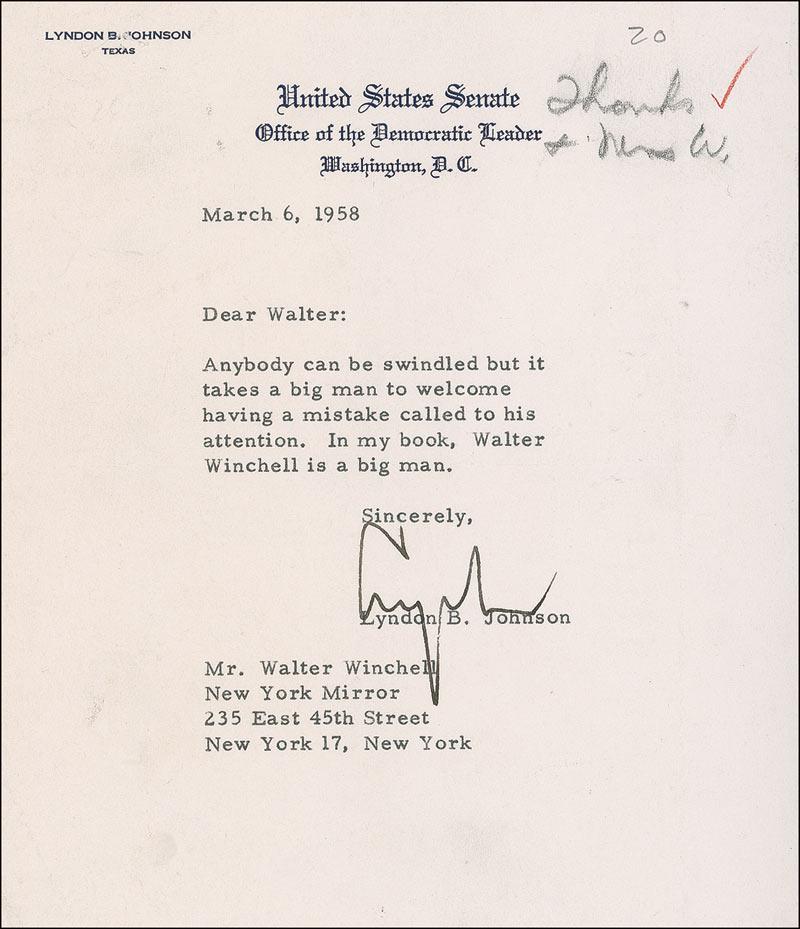 LYNDON B. JOHNSON
TEXAS
20
Thanks ✓
+ Mrs W.
United States Senate
Office of the Democratic Leader
Washington, D. C.
March 6, 1958
Dear Walter:
Anybody can be swindled but it
takes a big man to welcome
having a mistake called to his
attention. In my book, Walter
Winchell is a big man.
Sincerely,
Lyndon
Lyndon B. Johnson
Mr. Walter Winchell
New York Mirror
235 East 45th Street
New York 17, New York